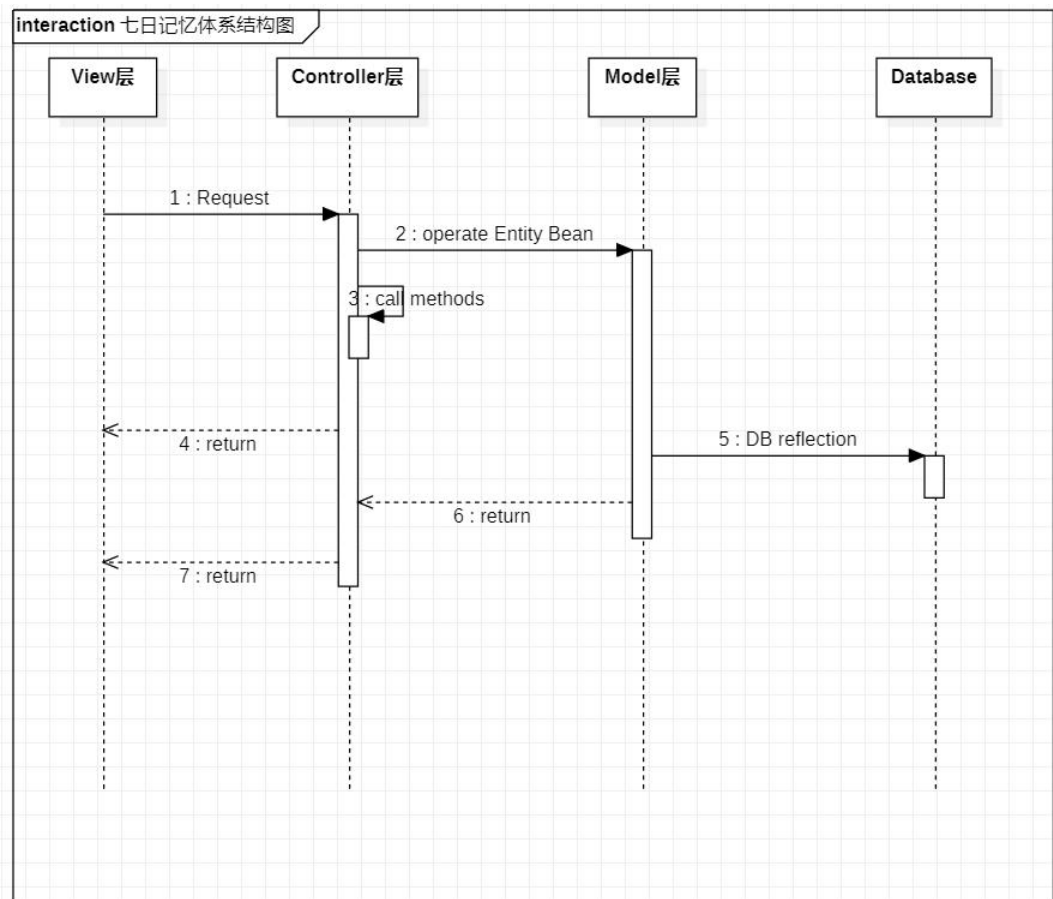 interaction 七日记忆体系结构图
View层
Controller层
Model层
Database
1 : Request
2 : operate Entity Bean
3 : call methods
4 : return
5 : DB reflection
6 : return
7 : return